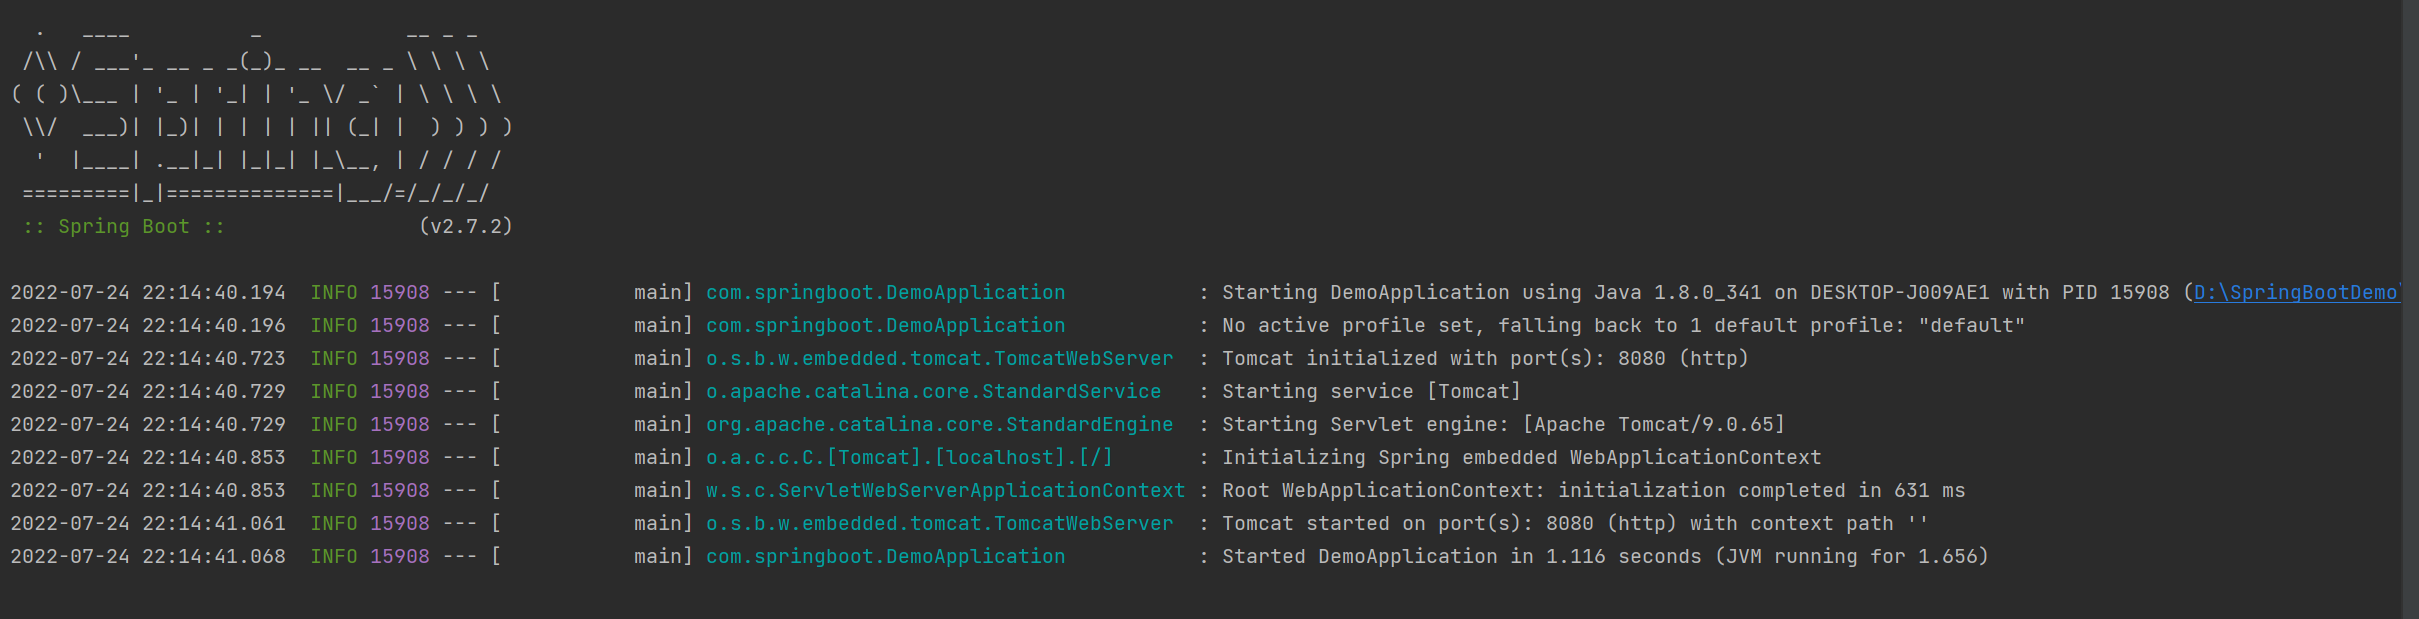 .   ____          _            __ _ _
 /\\ / ___'_ __ _ _(_)_ __  __ _ \ \ \ \
( ( )\___ | '_ | '_| | '_ \/ _` | \ \ \ \
 \\/  ___)| |_)| | | | | || (_| |  ) ) ) )
  '  |____| .__|_| |_|_| |_\__, | / / / /
 =========|_|==============|___/=/_/_/_/
 :: Spring Boot ::                (v2.7.2)
2022-07-24 22:14:40.194  INFO 15908 --- [           main] com.springboot.DemoApplication           : Starting DemoApplication using Java 1.8.0_341 on DESKTOP-J009AE1 with PID 15908 (D:\SpringBootDemo\
2022-07-24 22:14:40.196  INFO 15908 --- [           main] com.springboot.DemoApplication           : No active profile set, falling back to 1 default profile: "default"
2022-07-24 22:14:40.723  INFO 15908 --- [           main] o.s.b.w.embedded.tomcat.TomcatWebServer  : Tomcat initialized with port(s): 8080 (http)
2022-07-24 22:14:40.729  INFO 15908 --- [           main] o.apache.catalina.core.StandardService   : Starting service [Tomcat]
2022-07-24 22:14:40.729  INFO 15908 --- [           main] org.apache.catalina.core.StandardEngine  : Starting Servlet engine: [Apache Tomcat/9.0.65]
2022-07-24 22:14:40.853  INFO 15908 --- [           main] o.a.c.c.C.[Tomcat].[localhost].[/]       : Initializing Spring embedded WebApplicationContext
2022-07-24 22:14:40.853  INFO 15908 --- [           main] w.s.c.ServletWebServerApplicationContext : Root WebApplicationContext: initialization completed in 631 ms
2022-07-24 22:14:41.061  INFO 15908 --- [           main] o.s.b.w.embedded.tomcat.TomcatWebServer  : Tomcat started on port(s): 8080 (http) with context path ''
2022-07-24 22:14:41.068  INFO 15908 --- [           main] com.springboot.DemoApplication           : Started DemoApplication in 1.116 seconds (JVM running for 1.656)